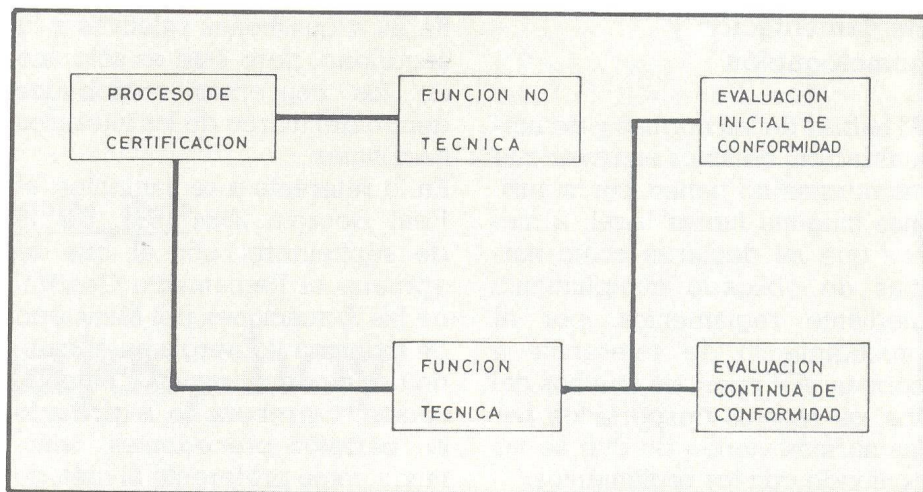 PROCESO DE
CERTIFICACION
FUNCION NO
TECNICA
EVALUACION
INICIAL DE
CONFORMIDAD
FUNCION
TECNICA
EVALUACION
CONTINUA DE
CONFORMIDAD